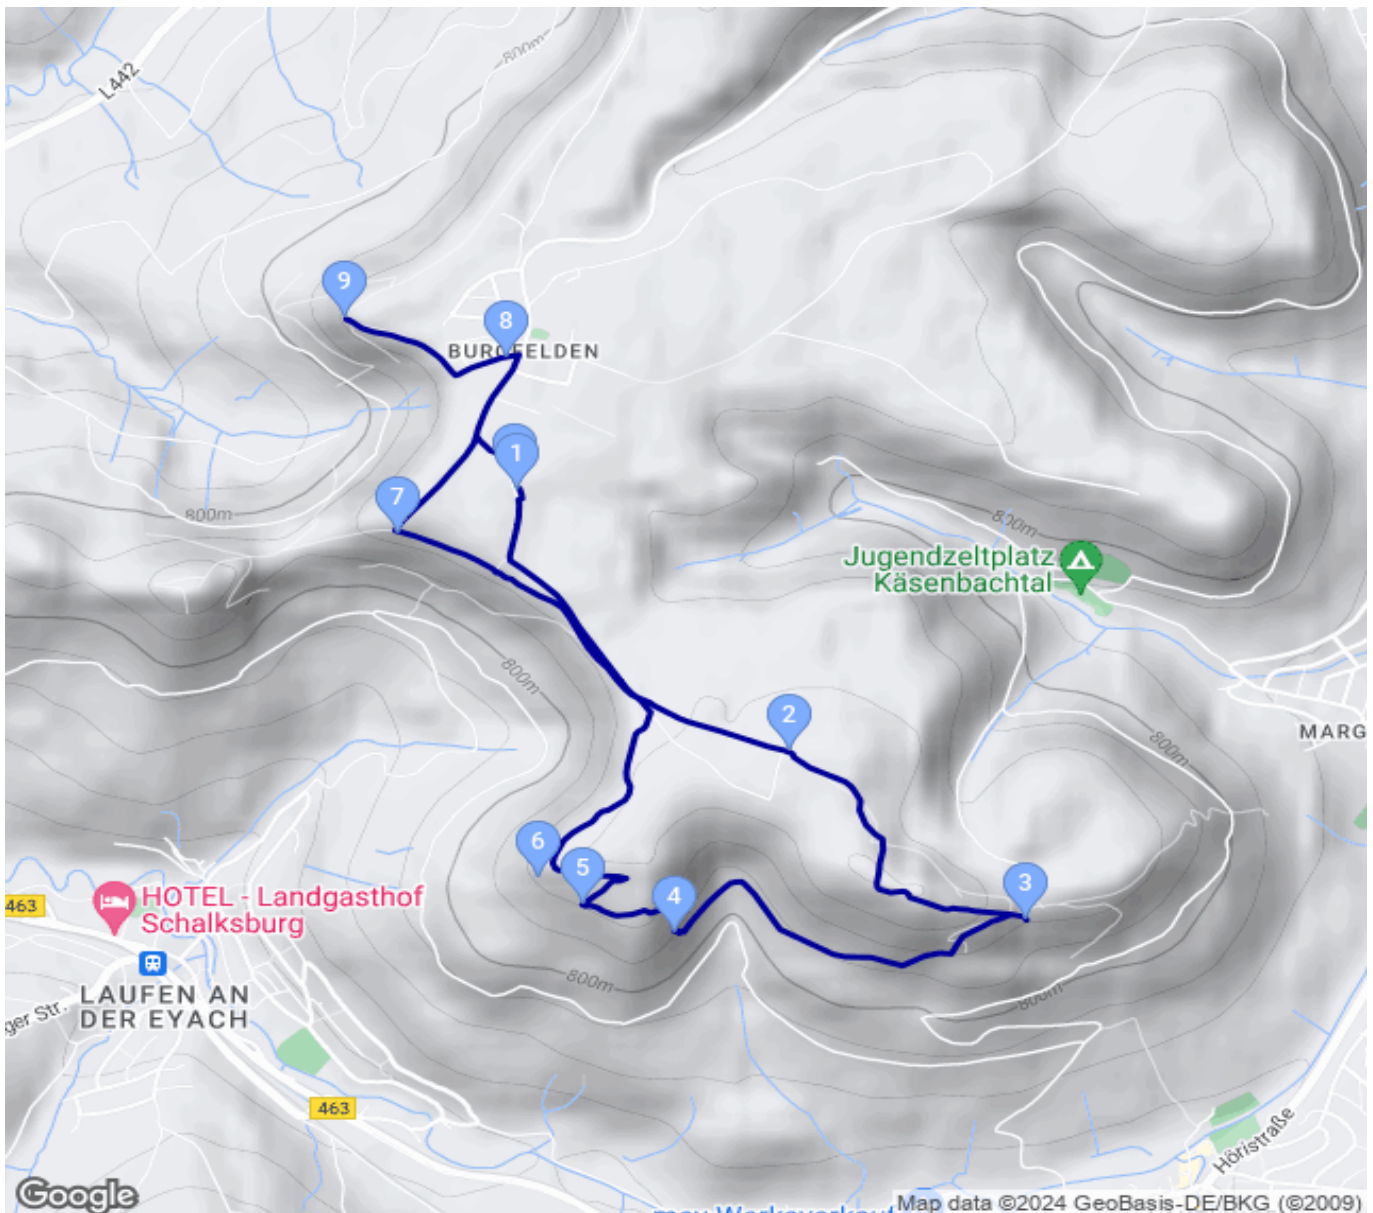 800m
L442
9
8
BURGFELDEN
1
7
800m
800m
Jugendzeltplatz
Käsenbachtal
800m
2
MARG
800m
6
5
4
3
463
HOTEL - Landgasthof
Schalksburg
LAUFEN AN
DER EYACH
ger Str.
800m
800m
463
Höristraße
Google
Map data ©2024 GeoBasis-DE/BKG (©2009)